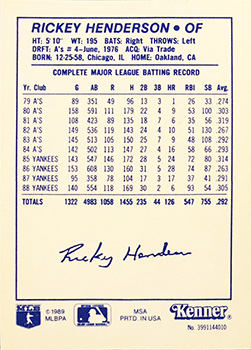 RICKEY HENDERSON • OF
HT: 5'10" WT: 195 BATS: Right THROWS: Left
DRFT: A's # 4-June, 1976 ACQ: Via Trade
BORN: 12-25-58, Chicago, IL HOME: Oakland, CA
COMPLETE MAJOR LEAGUE BATTING RECORD
Yr. Club G AB R H 2B 3B HR RBI SB AVG.
79 A'S 89 351 49 96 13 3 1 26 33 .274
80 A'S 158 591 111 179 22 4 9 53 100 .303
81 A'S 108 423 89 135 18 7 6 35 56 .319
82 A'S 149 536 119 143 24 4 10 51 130 .267
83 A'S 145 513 105 150 25 7 9 48 108 .292
84 A'S 142 502 113 147 27 4 16 58 66 .293
85 YANKEES 143 547 146 172 28 5 24 72 80 .314
86 YANKEES 153 608 130 160 31 5 28 74 87 .263
87 YANKEES 95 358 78 104 17 3 17 37 41 .291
88 YANKEES 140 554 118 169 30 2 6 50 93 .305
TOTALS 1322 4983 1058 1455 235 44 126 547 755 .292
Rickey Henderson
MLB
©1989
MLBPA
MSA
PRTD. IN USA
Kenner
No. 3991144010